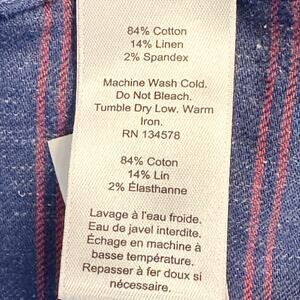 84% Cotton
14% Linen
2% Spandex
Machine Wash Cold.
Do Not Bleach.
Tumble Dry Low. Warm
Iron.
RN 134578
84% Coton
14% Lin
2% Élasthanne
Lavage à l'eau froide.
Eau de javel interdite.
Échage en machine à
basse température.
Repasser à fer doux si
nécessaire.